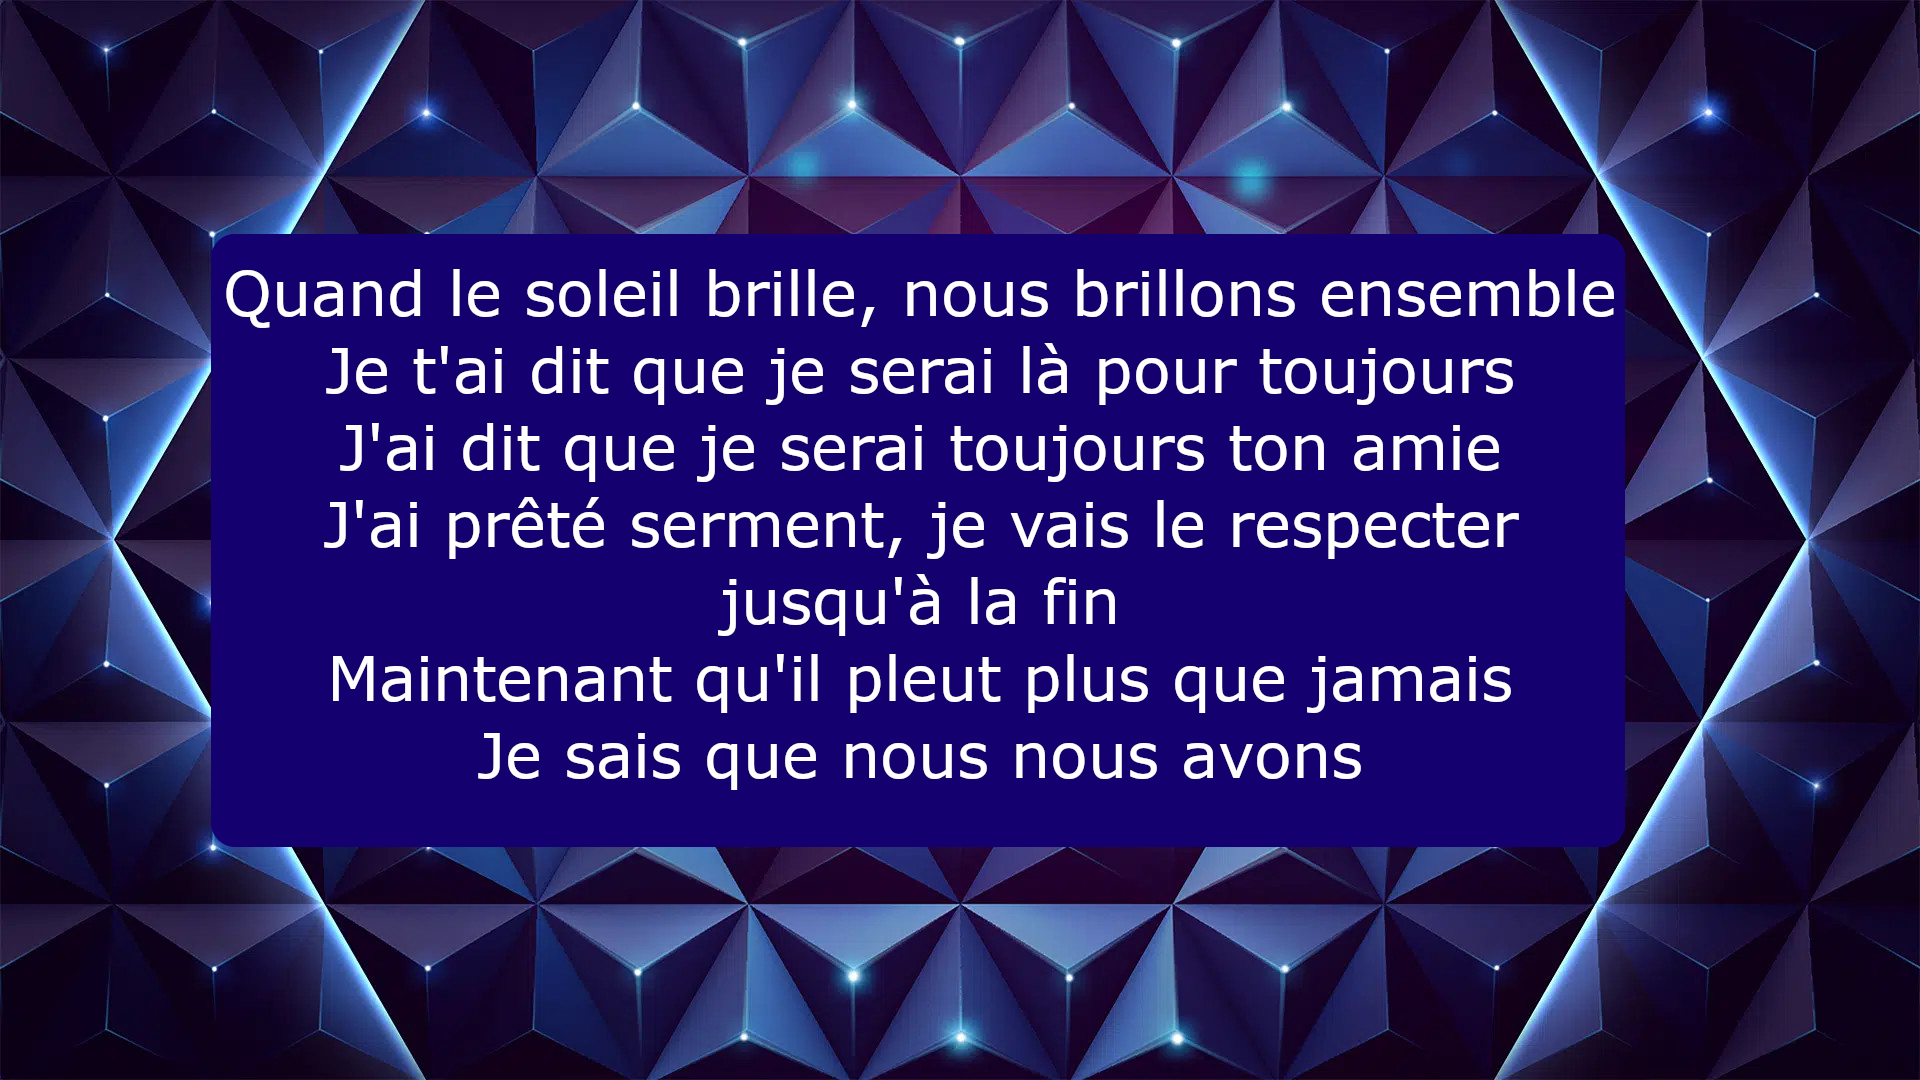 Quand le soleil brille, nous brillons ensemble
Je t'ai dit que je serai là pour toujours
J'ai dit que je serai toujours ton amie
J'ai prêté serment, je vais le respecter
jusqu'à la fin
Maintenant qu'il pleut plus que jamais
Je sais que nous nous avons